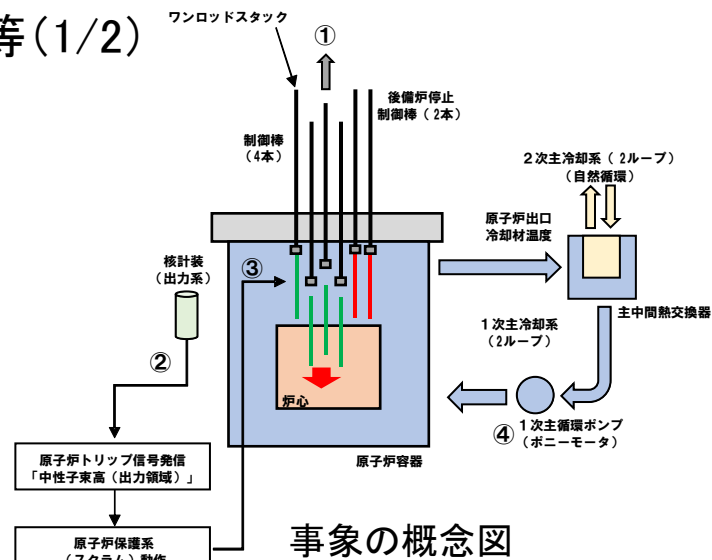 等(1/2)
ワンロッドスタック
①
後備炉停止
制御棒(2本)
制御棒
(4本)
2次主冷却系(2ループ)
(自然循環)
原子炉出口
冷却材温度
核計装
(出力系)
③
主中間熱交換器
1次主冷却系
(2ループ)
②
炉心
④
1次主循環ポンプ
(ポニーモータ)
原子炉容器
原子炉トリップ信号発信
「中性子束高(出力領域)」
原子炉保護系
(スクラム)動作
事象の概念図